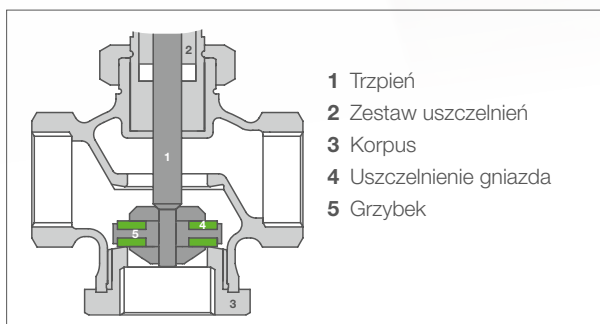 2
1
5
4
3
1 Trzpień
2 Zestaw uszczelnień
3 Korpus
4 Uszczelnienie gniazda
5 Grzybek